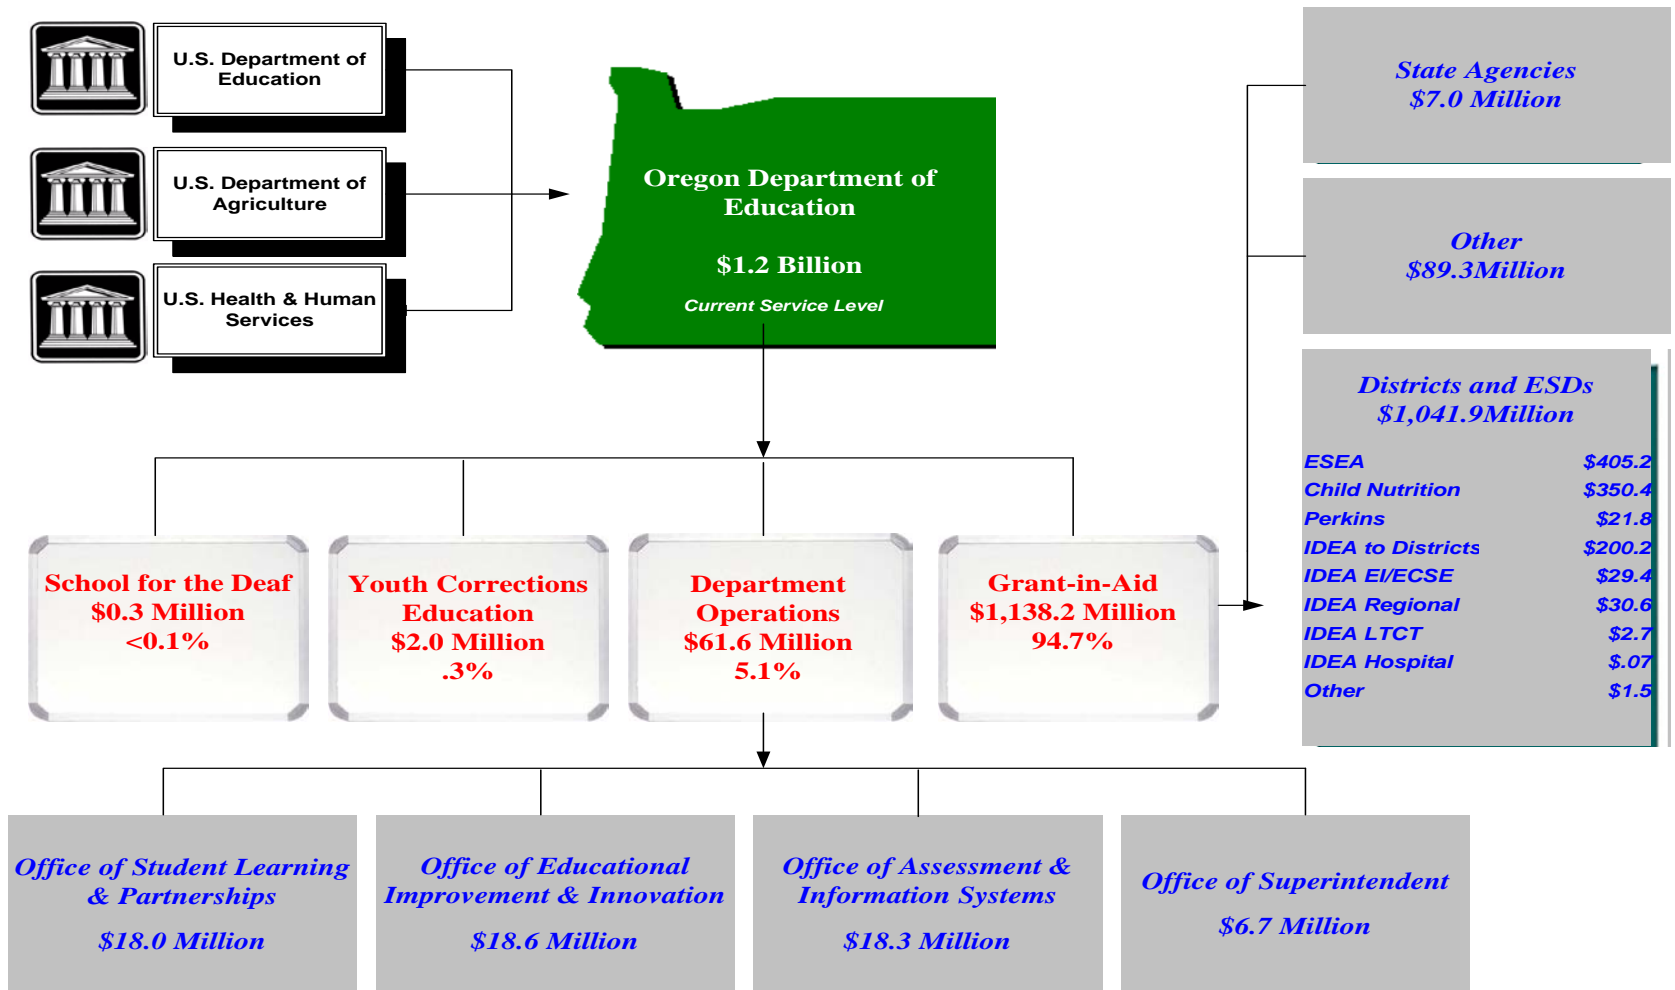 U.S. Department of
Education
U.S. Department of
Agriculture
U.S. Health & Human
Services
Oregon Department of
Education
$1.2 Billion
Current Service Level
State Agencies
$7.0 Million
Other
$89.3Million
Districts and ESDs
$1,041.9Million
ESEA $405.2
Child Nutrition $350.4
Perkins $21.8
IDEA to Districts $200.2
IDEA EI/ECSE $29.4
IDEA Regional $30.6
IDEA LTCT $2.7
IDEA Hospital $.07
Other $1.5
School for the Deaf
$0.3 Million
<0.1%
Youth Corrections
Education
$2.0 Million
.3%
Department
Operations
$61.6 Million
5.1%
Grant-in-Aid
$1,138.2 Million
94.7%
Office of Student Learning
& Partnerships
$18.0 Million
Office of Educational
Improvement & Innovation
$18.6 Million
Office of Assessment &
Information Systems
$18.3 Million
Office of Superintendent
$6.7 Million